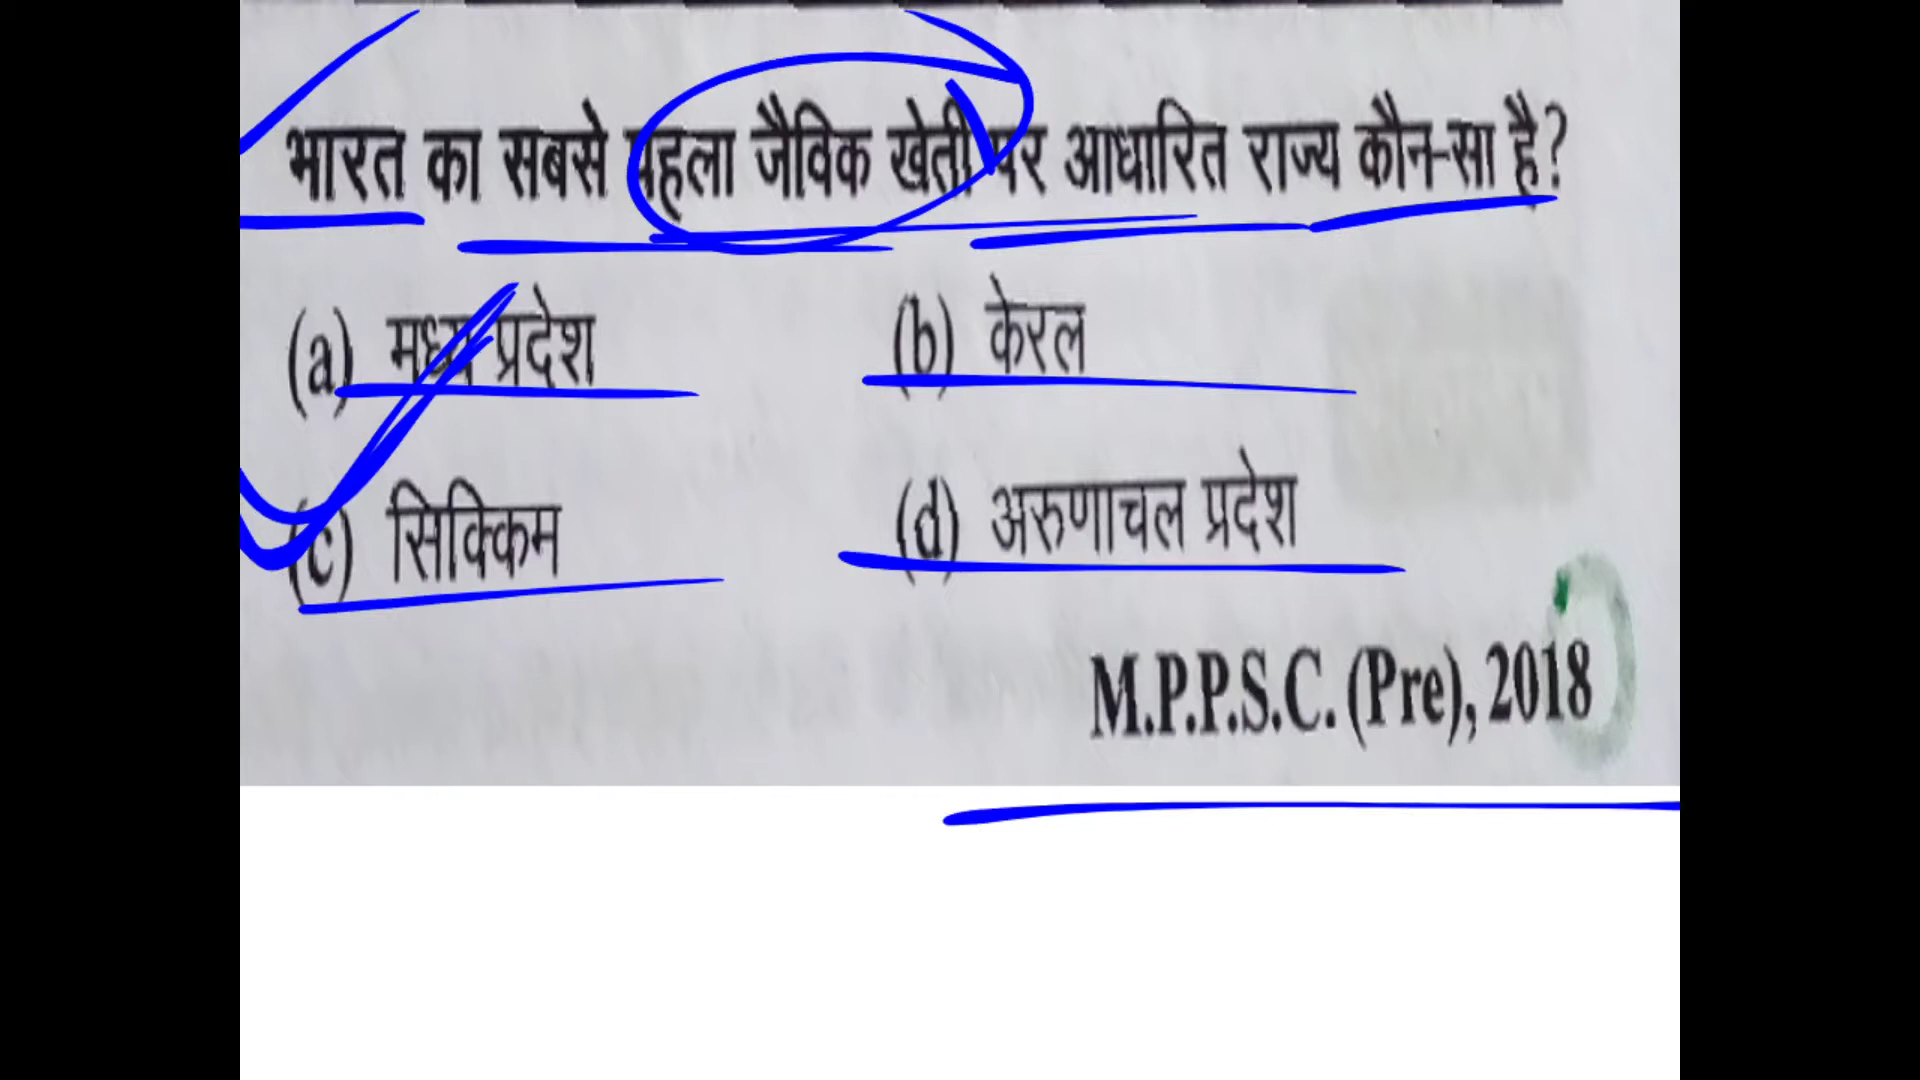 भारत का सबसे पहला जैविक खेती पर आधारित राज्य कौन-सा है?
(a) मध्य प्रदेश (b) केरल
(c) सिक्किम (d) अरुणाचल प्रदेश
M.P.P.S.C. (Pre), 2018